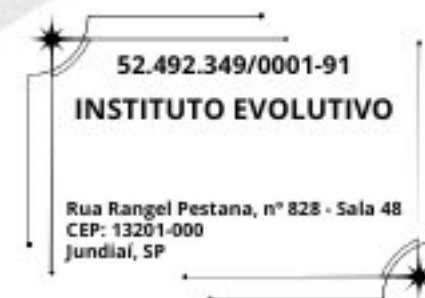 52.492.349/0001-91
INSTITUTO EVOLUTIVO
Rua Rangel Pestana, nº 828 - Sala 48
CEP: 13201-000
Jundiaí, SP